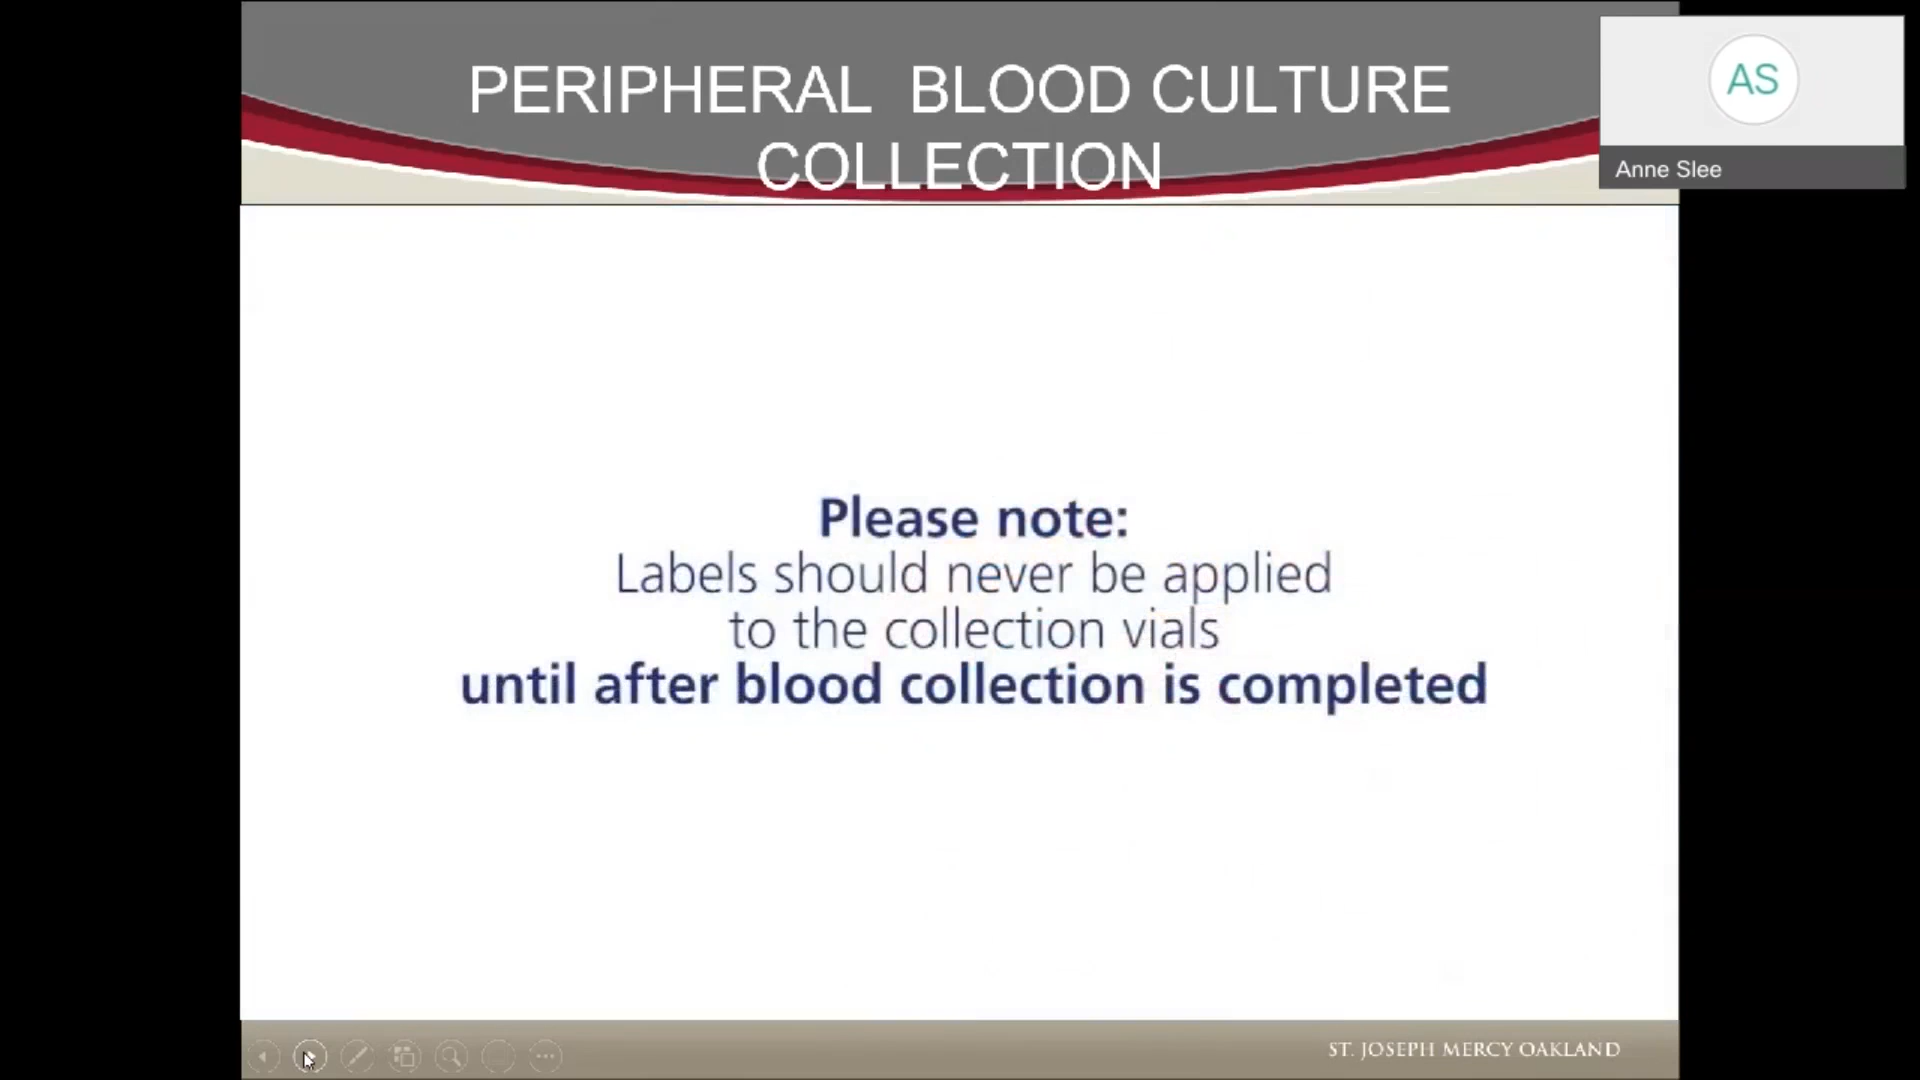 PERIPHERAL BLOOD CULTURE
COLLECTION
AS
Anne Slee
Please note:
Labels should never be applied
to the collection vials
until after blood collection is completed
ST. JOSEPH MERCY OAKLAND